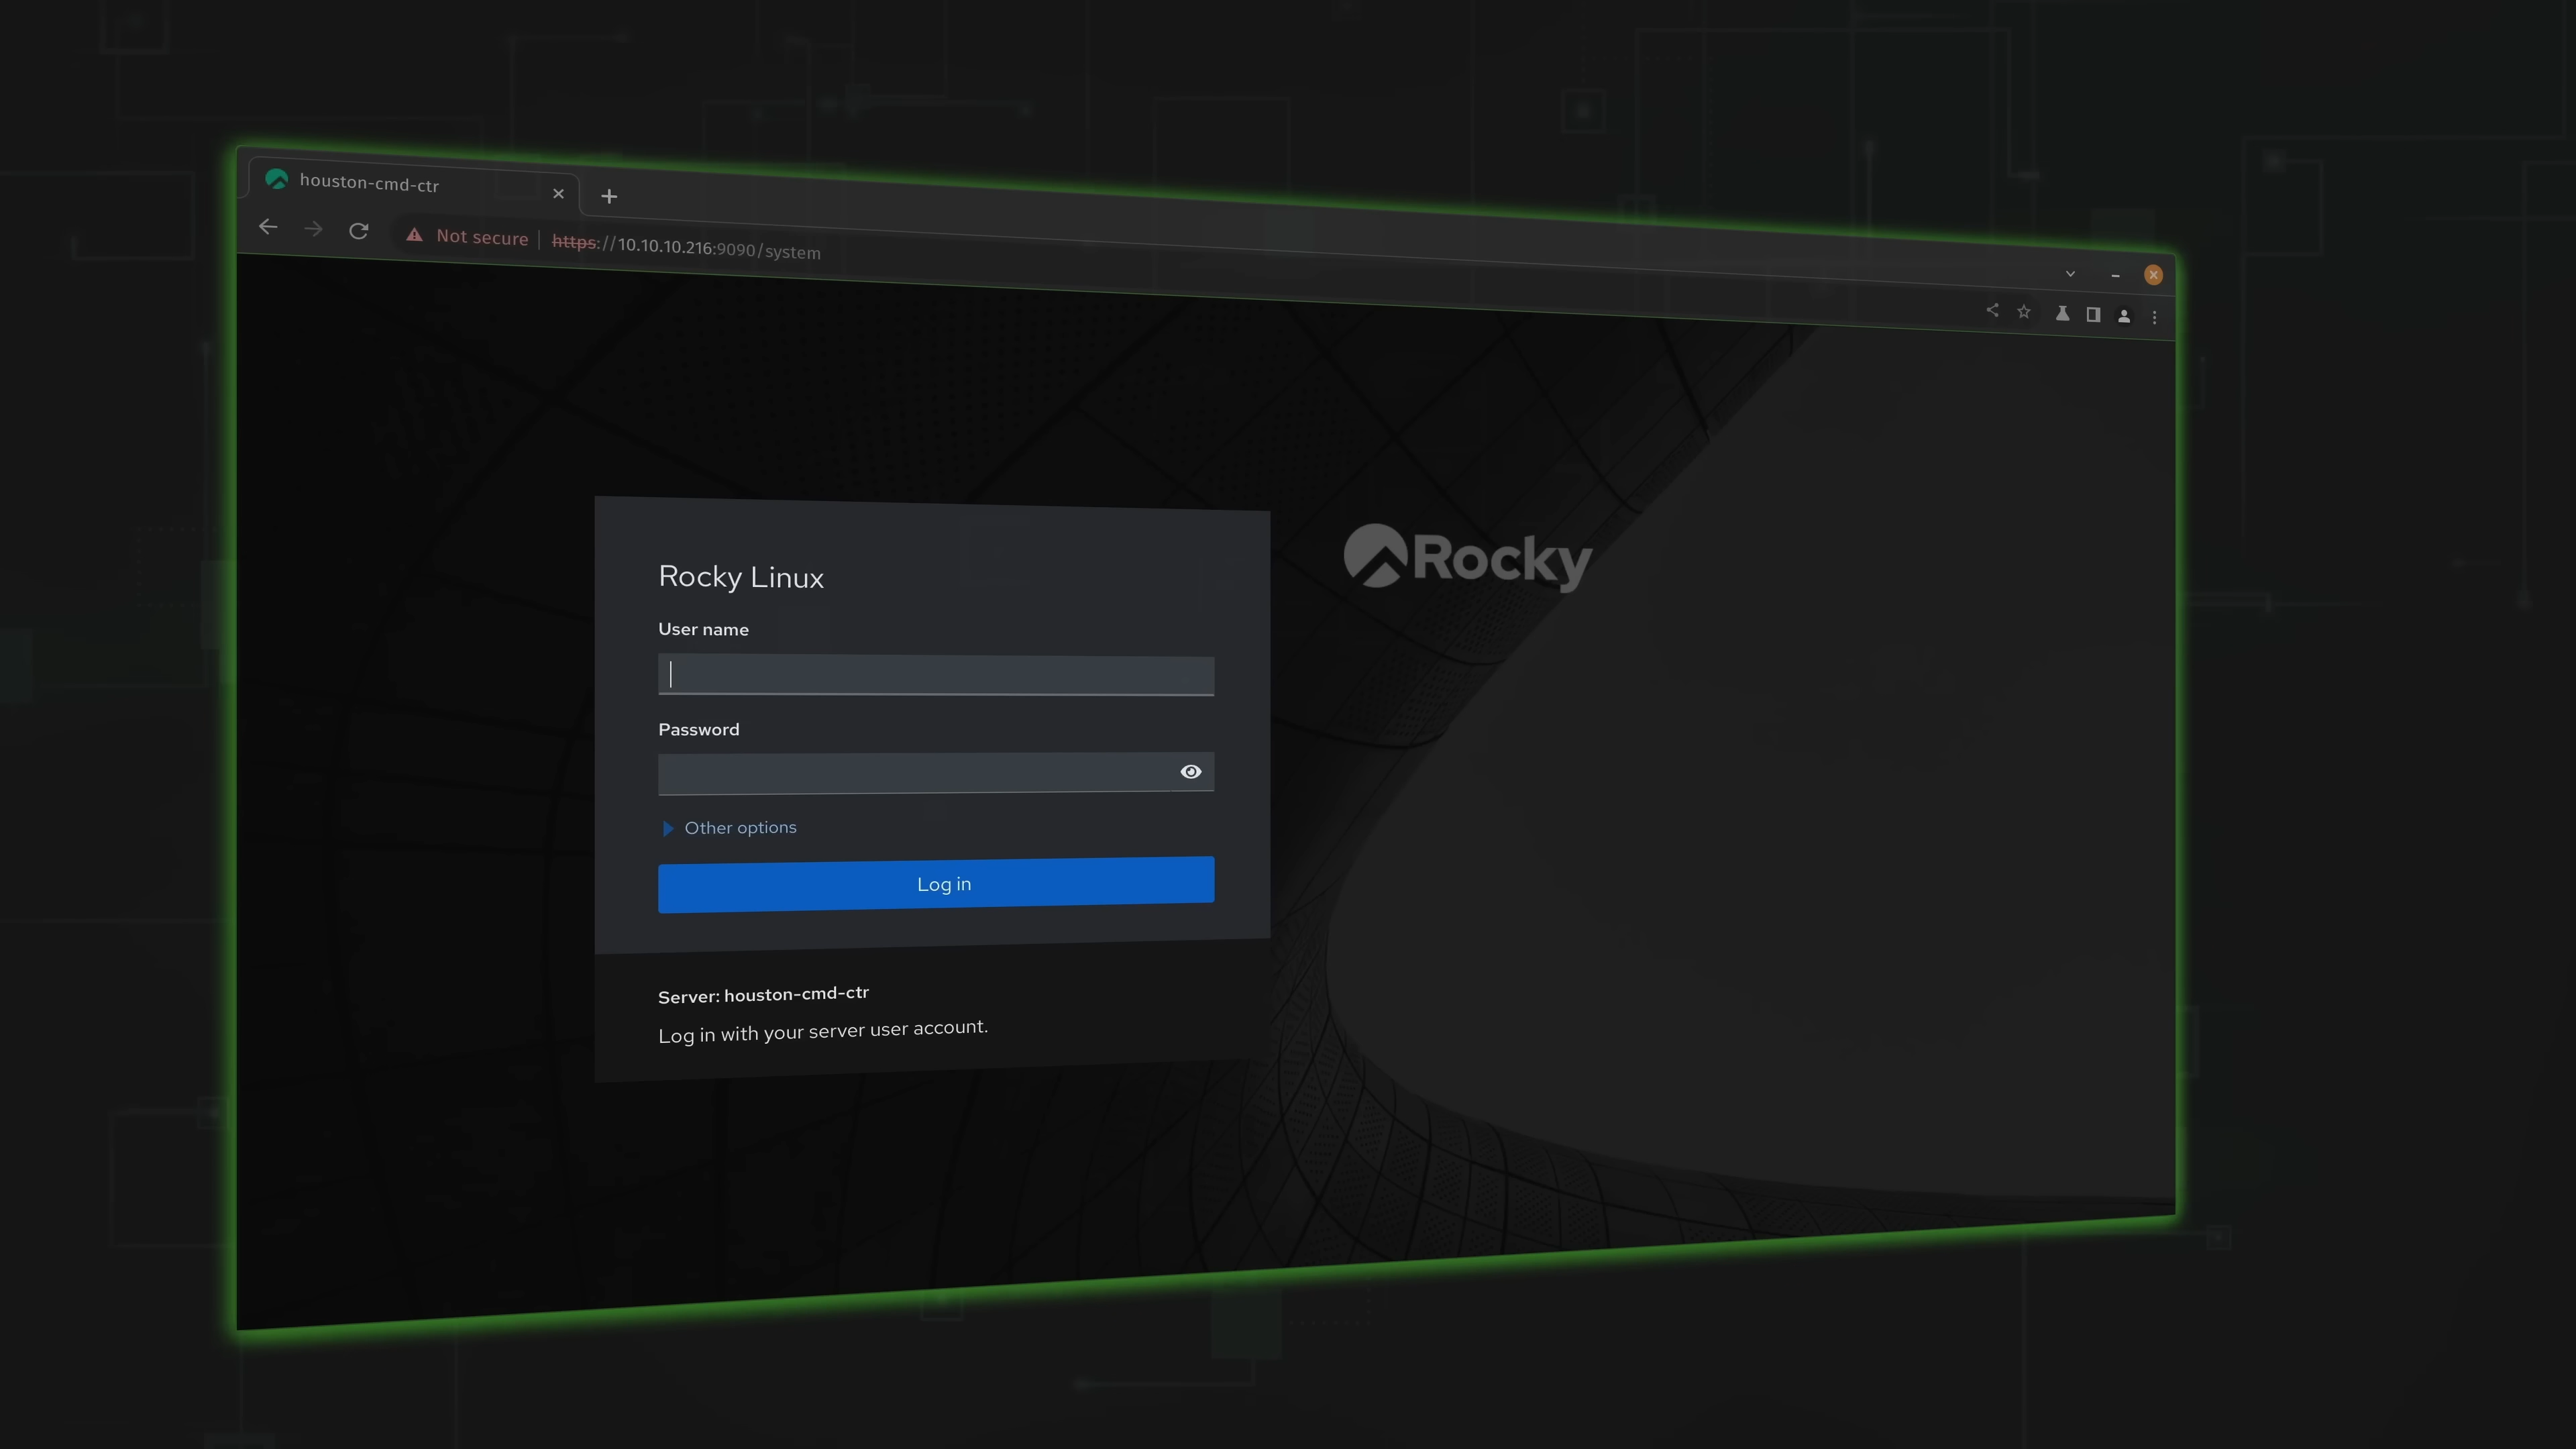 houston-cmd-ctr
Not secure | https://10.10.10.216:9090/system
Rocky Linux
User name
Password
Other options
Log in
Server: houston-cmd-ctr
Log in with your server user account.
Rocky